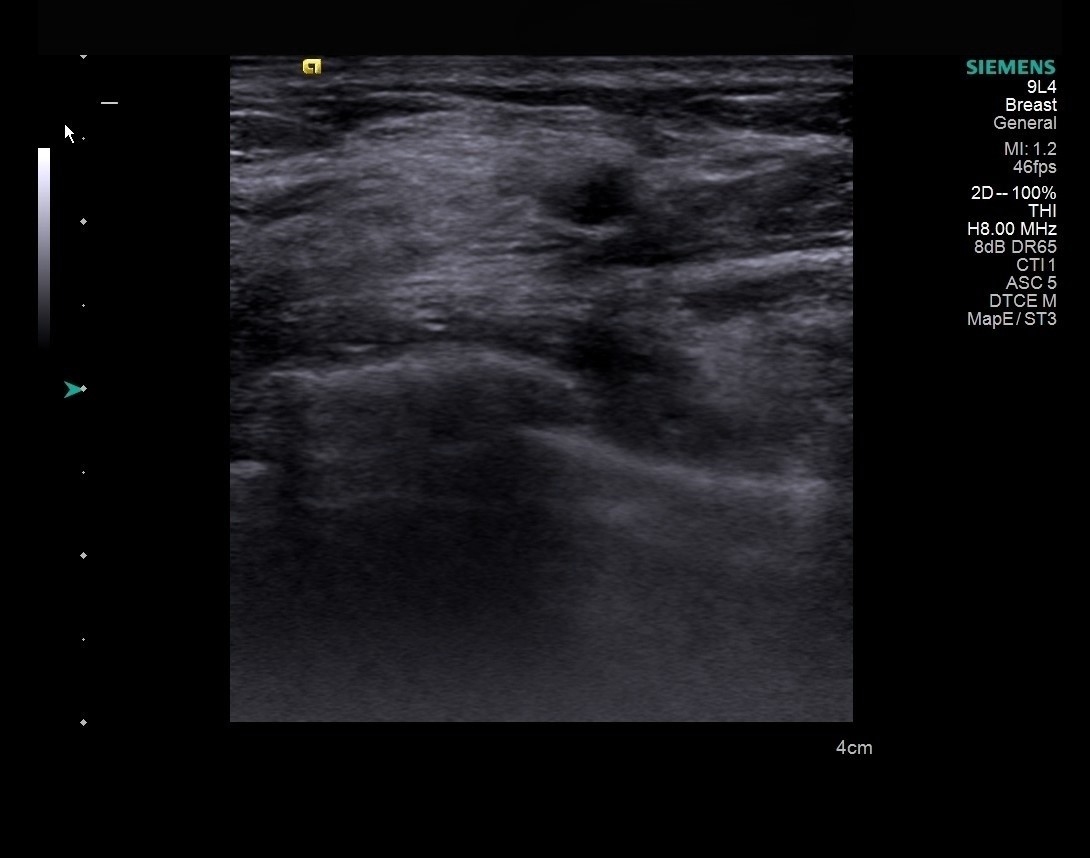 SIEMENS
9L4
Breast
General
MI: 1.2
46fps
2D--100%
THI
H8.00 MHz
8dB DR65
CTI 1
ASC 5
DTCE M
MapE / ST3
4cm